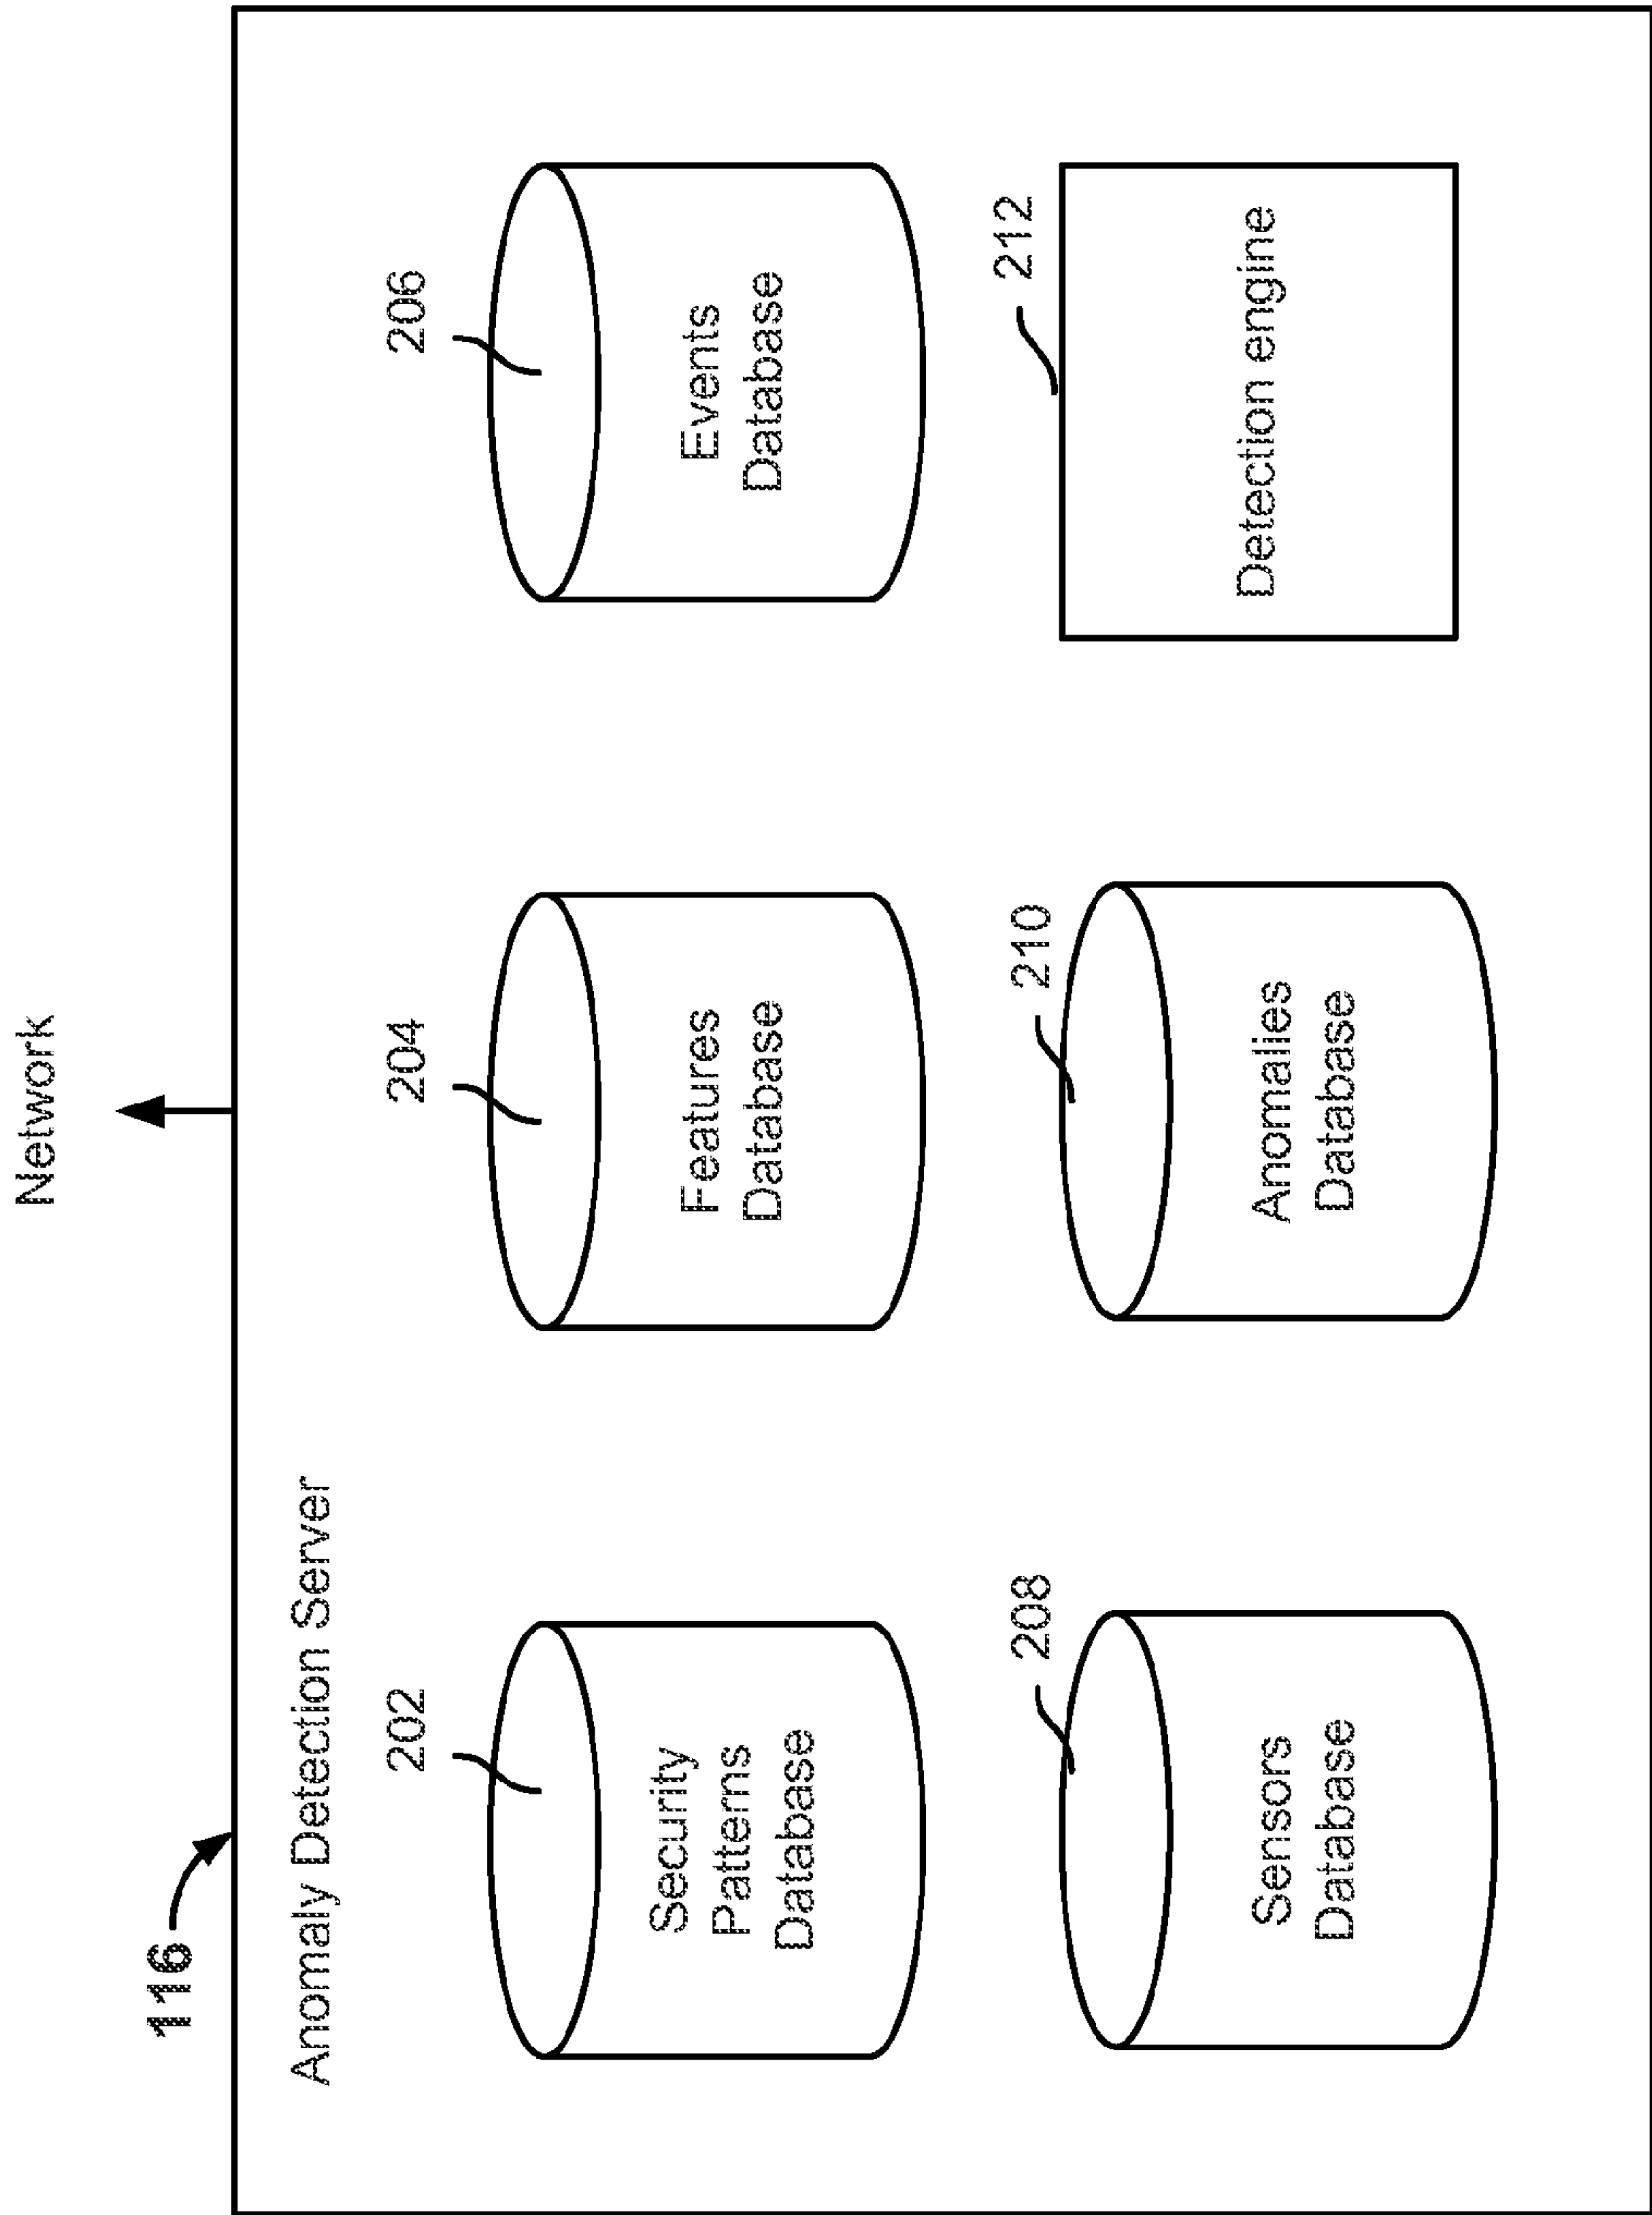 Network
116
Anomaly Detection Server
202
Security
Patterns
Database
204
Features
Database
206
Events
Database
208
Sensors
Database
210
Anomalies
Database
212
Detection engine